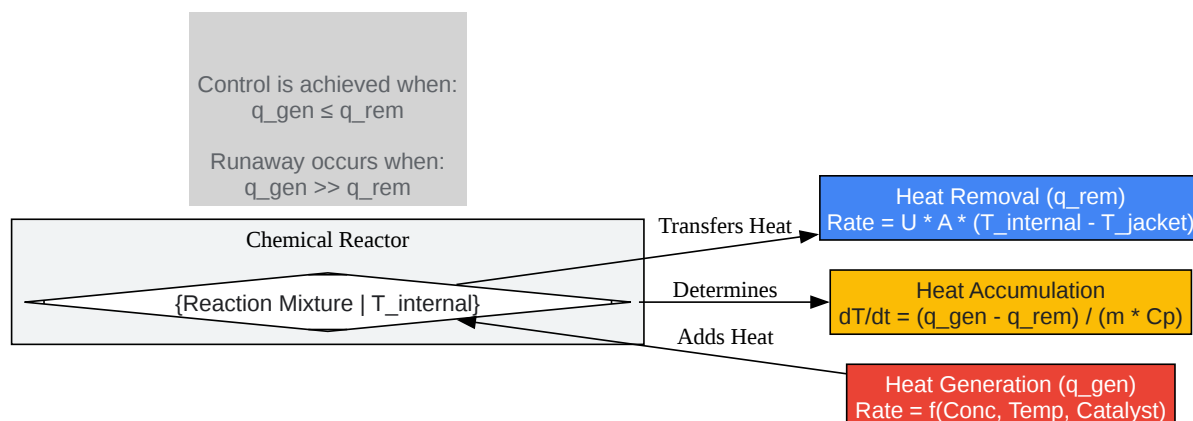 Control is achieved when:
q_gen ≤ q_rem
Runaway occurs when:
q_gen >> q_rem
Chemical Reactor
{Reaction Mixture | T_internal}
Transfers Heat
Determines
Adds Heat
Heat Removal (q_rem)
Rate = U * A * (T_internal - T_jacket)
Heat Accumulation
dT/dt = (q_gen - q_rem) / (m * Cp)
Heat Generation (q_gen)
Rate = f(Conc, Temp, Catalyst)